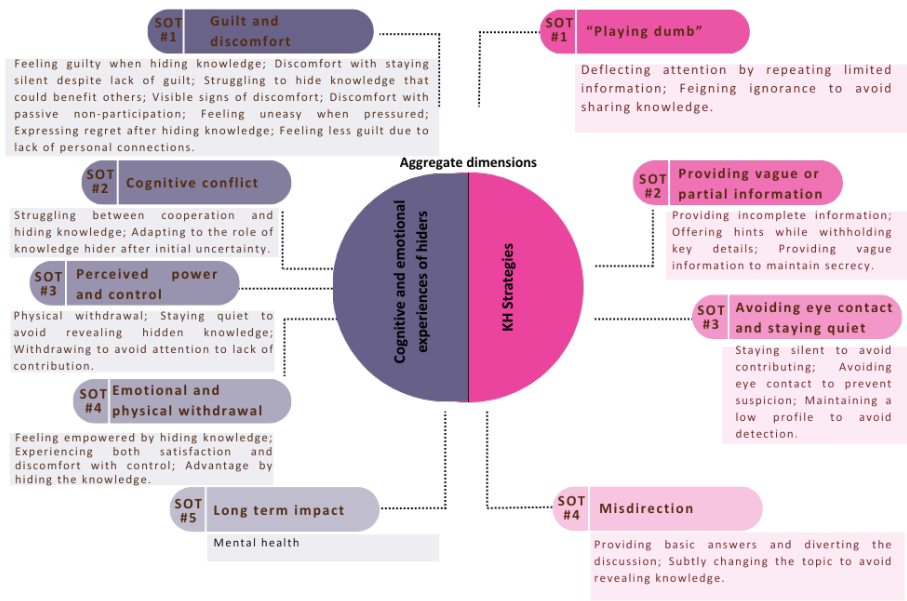 SOT
#1
Guilt and
discomfort
Feeling guilty when hiding knowledge; Discomfort with staying
silent despite lack of guilt; Struggling to hide knowledge that
could benefit others; Visible signs of discomfort; Discomfort with
passive non-participation; Feeling uneasy when pressured;
Expressing regret after hiding knowledge; Feeling less guilt due to
lack of personal connections.
SOT
#2
Cognitive conflict
Struggling between cooperation and
hiding knowledge; Adapting to the role of
knowledge hider after initial uncertainty.
SOT
#3
Perceived power
and control
Physical withdrawal; Staying quiet to
avoid revealing hidden knowledge;
Withdrawing to avoid attention to lack of
contribution.
SOT
#4
Emotional and
physical withdrawal
Feeling empowered by hiding knowledge;
Experiencing both satisfaction and
discomfort with control; Advantage by
hiding the knowledge.
SOT
#5
Long term impact
Mental health
Aggregate dimensions
Cognitive and emotional
experiences of hiders
KH Strategies
SOT
#1
“Playing dumb”
Deflecting attention by repeating limited
information; Feigning ignorance to avoid
sharing knowledge.
SOT
#2
Providing vague or
partial information
Providing incomplete information;
Offering hints while withholding
key details; Providing vague
information to maintain secrecy.
SOT
#3
Avoiding eye contact
and staying quiet
Staying silent to avoid
contributing; Avoiding
eye contact to prevent
suspicion; Maintaining a
low profile to avoid
detection.
SOT
#4
Misdirection
Providing basic answers and diverting the
discussion; Subtly changing the topic to avoid
revealing knowledge.